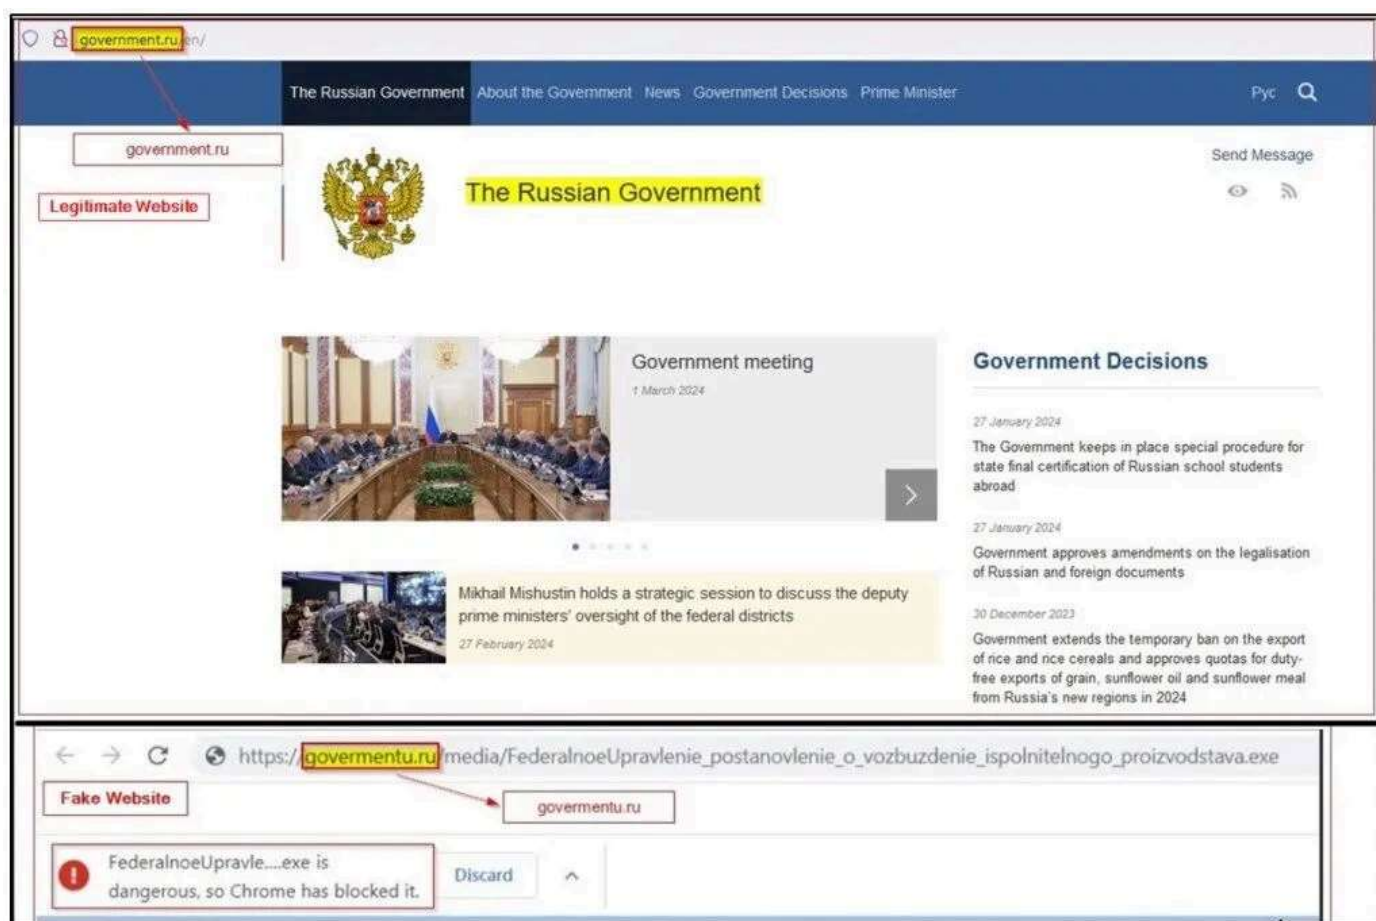 government.ru/en/
The Russian Government About the Government News Government Decisions Prime Minister Рус
government.ru
Send Message
Legitimate Website
The Russian Government
Government meeting
1 March 2024
Mikhail Mishustin holds a strategic session to discuss the deputy
prime ministers' oversight of the federal districts
27 February 2024
Government Decisions
27 January 2024
The Government keeps in place special procedure for
state final certification of Russian school students
abroad
27 January 2024
Government approves amendments on the legalisation
of Russian and foreign documents
30 December 2023
Government extends the temporary ban on the export
of rice and rice cereals and approves quotas for duty-
free exports of grain, sunflower oil and sunflower meal
from Russia's new regions in 2024
https://govermentu.ru/media/FederalnoeUpravlenie_postanovlenie_o_vozbuzdenie_ispolnitelnogo_proizvodstava.exe
Fake Website
govermentu.ru
FederalnoeUpravle....exe is
dangerous, so Chrome has blocked it.
Discard